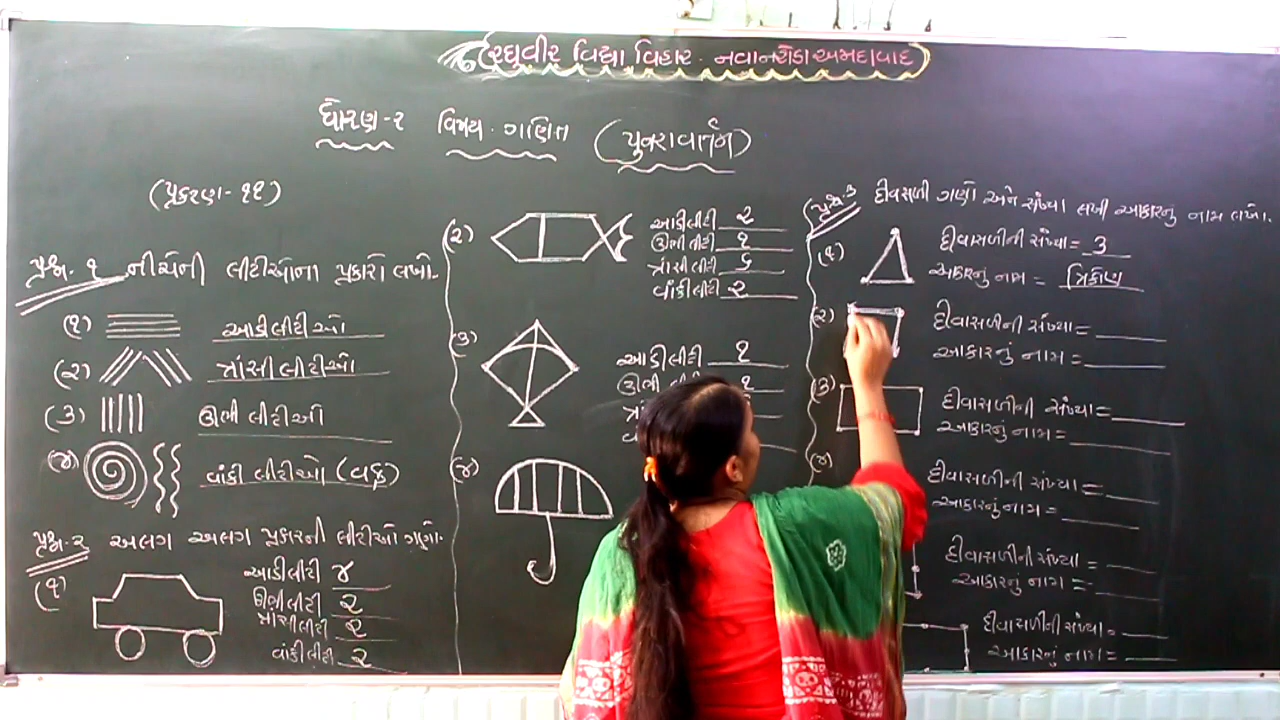 રઘુવીર વિદ્યા વિહાર. નવાનરોડા અમદાવાદ
ધોરણ-૨ વિષય. ગણિત (પુનરાવર્તન)
(પ્રકરણ-૧૧)
પ્રશ્ન. ૧ નીચેની લીટીઓના પ્રકારો લખો.
(૧) આડી લીટીઓ
(૨) ત્રાંસી લીટીઓ
(૩) ઊભી લીટીઓ
(૪) વાંકી લીટીઓ (વક્ર)
પ્રશ્ન-૨ અલગ અલગ પ્રકારની લીટીઓ ગણો.
(૧)
આડી લીટી ૪
ઊભી લીટી ૨
ત્રાંસી લીટી ૨
વાંકી લીટી ૨
(૨)
આડી લીટી ૨
ઊભી લીટી ૧
ત્રાંસી લીટી ૬
વાંકી લીટી ૨
(૩)
આડી લીટી ૧
ઊભી લીટી ૧
(૪)
પ્રશ્ન-૩ દીવાસળી ગણો અને સંખ્યા લખી આકારનું નામ લખો.
(૧)
દીવાસળીની સંખ્યા = ૩
આકારનું નામ = ત્રિકોણ
(૨)
દીવાસળીની સંખ્યા =
આકારનું નામ =
(૩)
દીવાસળીની સંખ્યા =
આકારનું નામ =
(૪)
દીવાસળીની સંખ્યા =
આકારનું નામ =
દીવાસળીની સંખ્યા =
આકારનું નામ =
દીવાસળીની સંખ્યા =
આકારનું નામ =